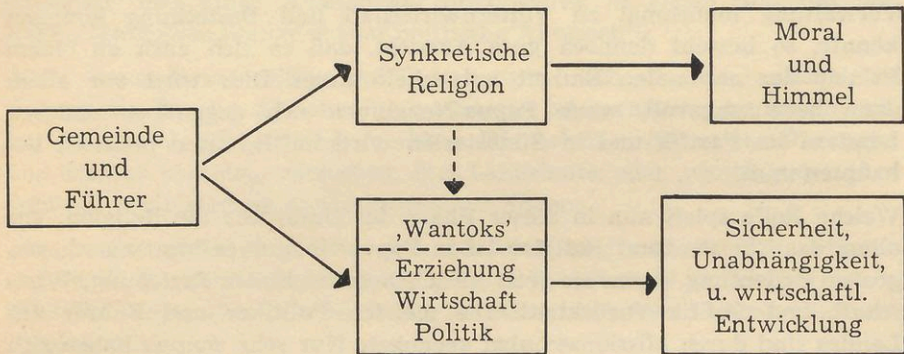 Gemeinde
und
Führer
Synkretische
Religion
Moral
und
Himmel
‚Wantoks'
Erziehung
Wirtschaft
Politik
Sicherheit,
Unabhängigkeit,
u. wirtschaftl.
Entwicklung